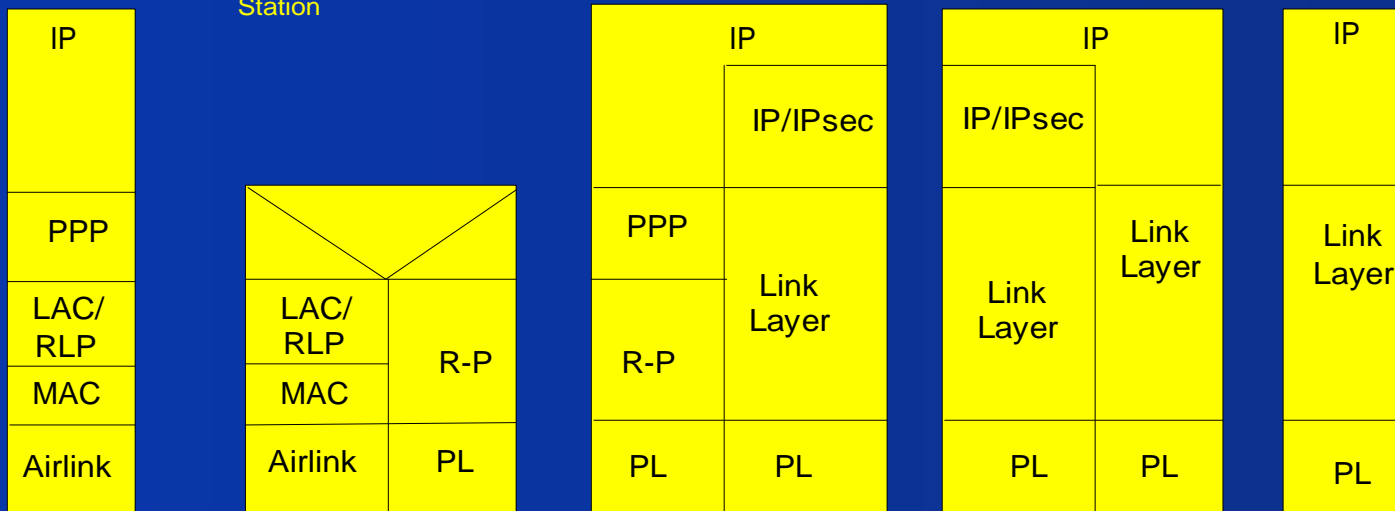 Station
IP
PPP
LAC/
RLP
MAC
Airlink
LAC/
RLP
MAC
Airlink
R-P
PL
IP
IP/IPsec
PPP
R-P
Link
Layer
PL
PL
IP
IP/IPsec
Link
Layer
Link
Layer
PL
PL
IP
Link
Layer
PL